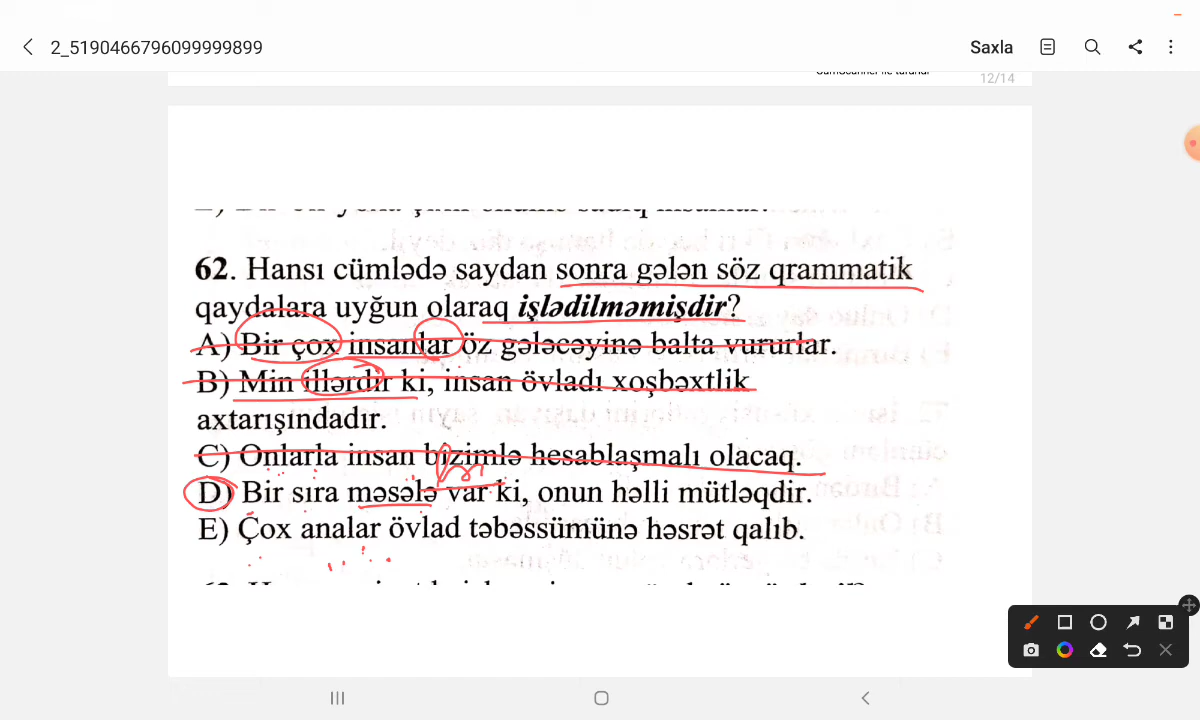 2_5190466796099999899
Saxla
12/14
62. Hansı cümlədə saydan sonra gələn söz qrammatik
qaydalara uyğun olaraq işlədilməmişdir?
A) Bir çox insanlar öz gələcəyinə balta vururlar.
B) Min illərdir ki, insan övladı xoşbəxtlik
axtarışındadır.
C) Onlarla insan bizimlə hesablaşmalı olacaq.
D) Bir sıra məsələ var ki, onun həlli mütləqdir.
E) Çox analar övlad təbəssümünə həsrət qalıb.